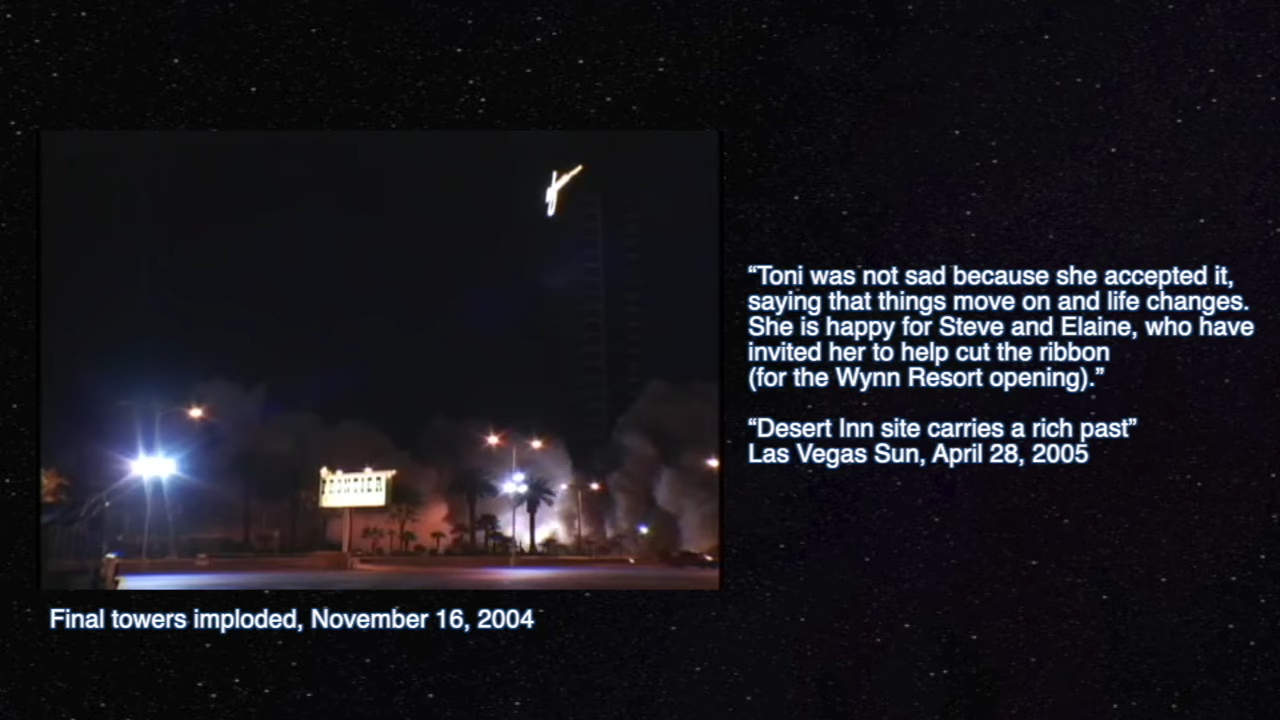 FRONTIER
Final towers imploded, November 16, 2004
“Toni was not sad because she accepted it,
saying that things move on and life changes.
She is happy for Steve and Elaine, who have
invited her to help cut the ribbon
(for the Wynn Resort opening).”
“Desert Inn site carries a rich past”
Las Vegas Sun, April 28, 2005